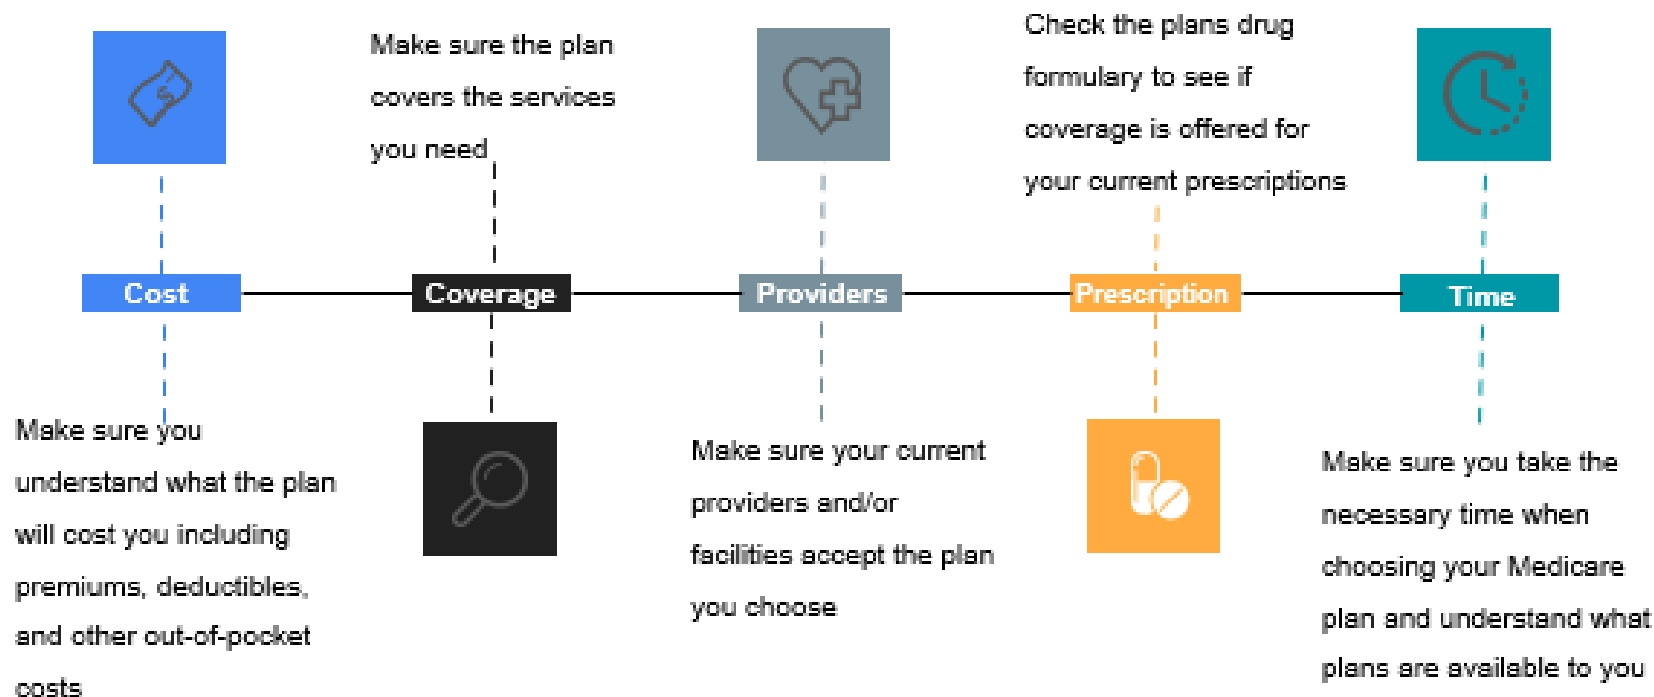 Cost
Make sure you
understand what the plan
will cost you including
premiums, deductibles,
and other out-of-pocket
costs
Make sure the plan
covers the services
you need
Coverage
Providers
Make sure your current
providers and/or
facilities accept the plan
you choose
Check the plans drug
formulary to see if
coverage is offered for
your current prescriptions
Prescription
Time
Make sure you take the
necessary time when
choosing your Medicare
plan and understand what
plans are available to you